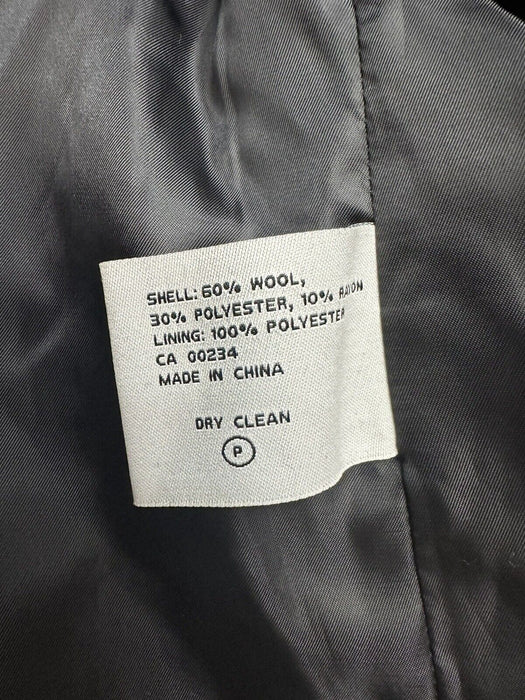 SHELL: 60% WOOL,
30% POLYESTER, 10% RAYON
LINING: 100% POLYESTER
CA 00234
MADE IN CHINA
DRY CLEAN
P